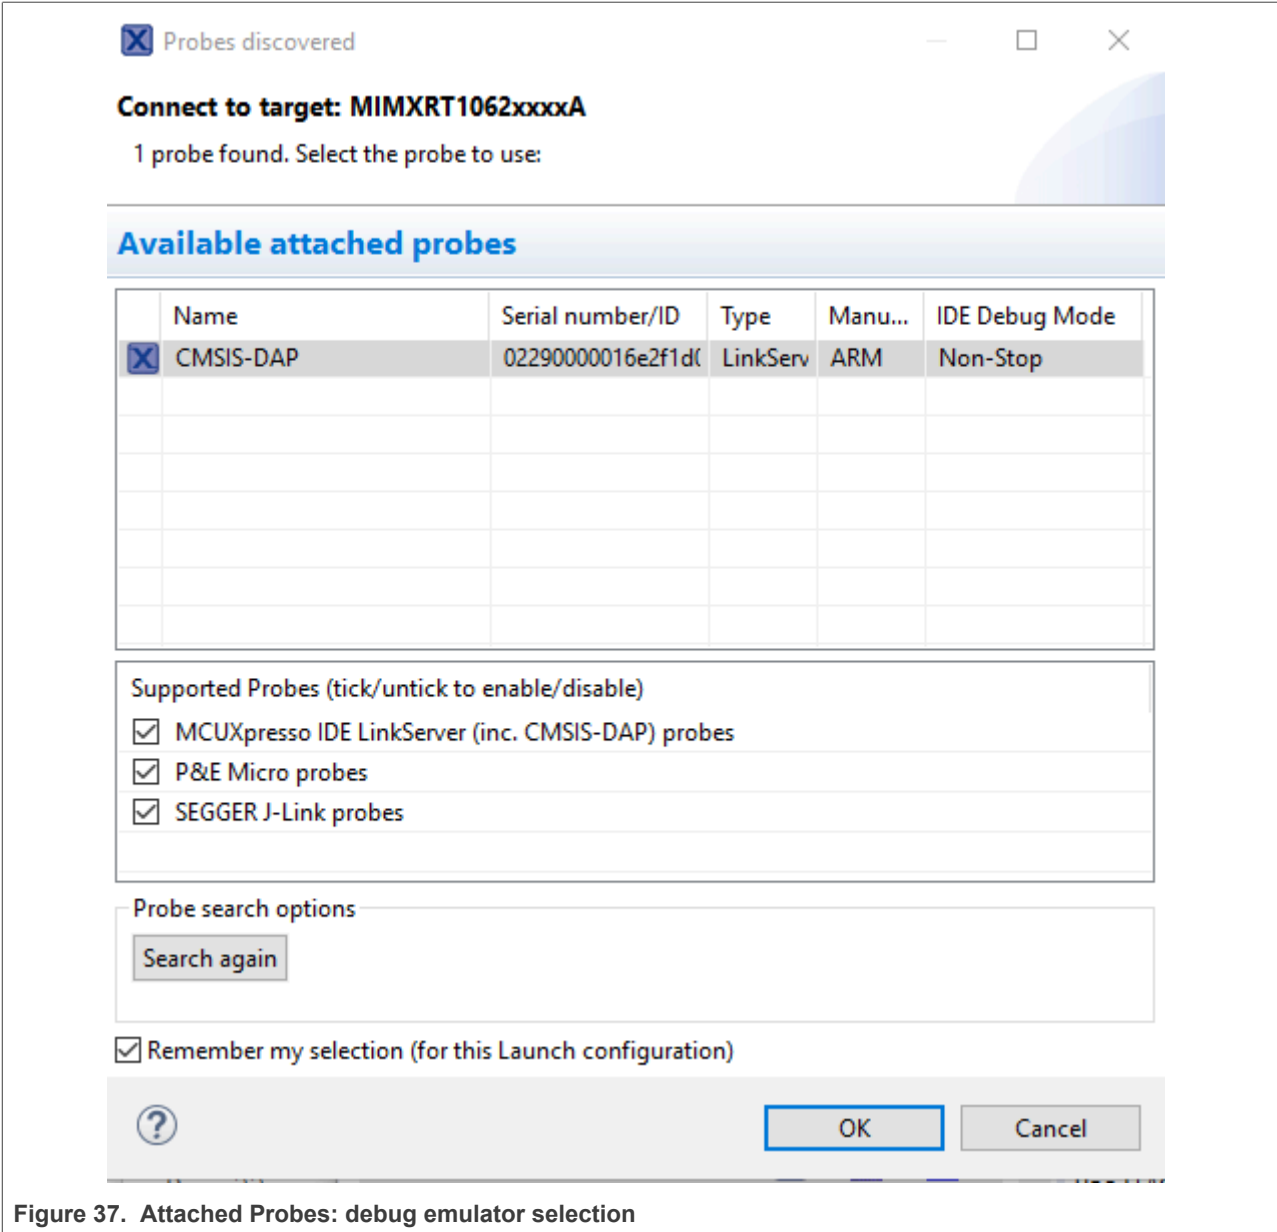 Probes discovered
Connect to target: MIMXRT1062xxxxA
1 probe found. Select the probe to use:
Available attached probes
Name Serial number/ID Type Manu... IDE Debug Mode
CMSIS-DAP 02290000016e2f1d LinkServ ARM Non-Stop
Supported Probes (tick/untick to enable/disable)
MCUXpresso IDE LinkServer (inc. CMSIS-DAP) probes
P&E Micro probes
SEGGER J-Link probes
Probe search options
Search again
Remember my selection (for this Launch configuration)
OK Cancel
Figure 37. Attached Probes: debug emulator selection